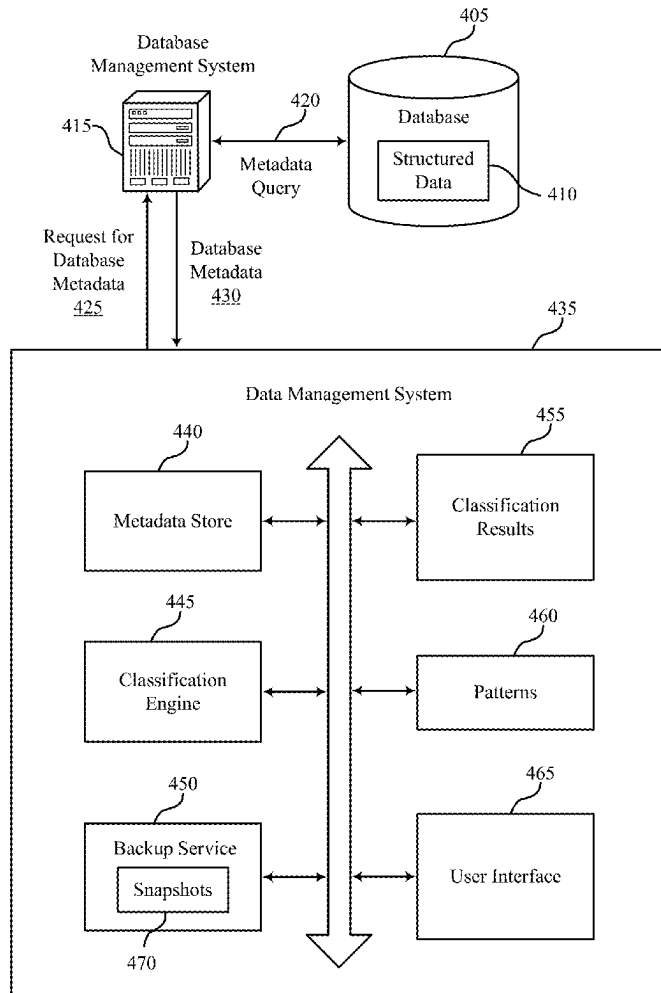 405
Database
Management System
415
420
Database
Metadata
Query
Structured
Data
410
Request for
Database
Metadata
425
Database
Metadata
430
435
Data Management System
440
Metadata Store
455
Classification
Results
445
Classification
Engine
460
Patterns
450
Backup Service
Snapshots
470
465
User Interface